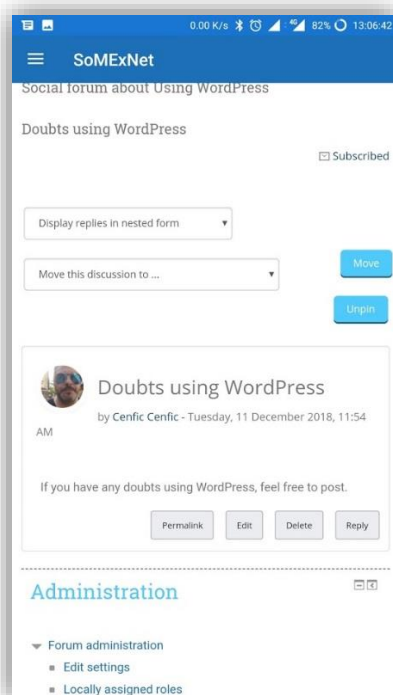 0.00 K/s 4G 82% 13:06:42
SoMExNet
Social forum about Using WordPress
Doubts using WordPress
Subscribed
Display replies in nested form
Move this discussion to ...
Move
Unpin
Doubts using WordPress
by Cenfic Cenfic - Tuesday, 11 December 2018, 11:54
AM
If you have any doubts using WordPress, feel free to post.
Permalink Edit Delete Reply
Administration
Forum administration
Edit settings
Locally assigned roles